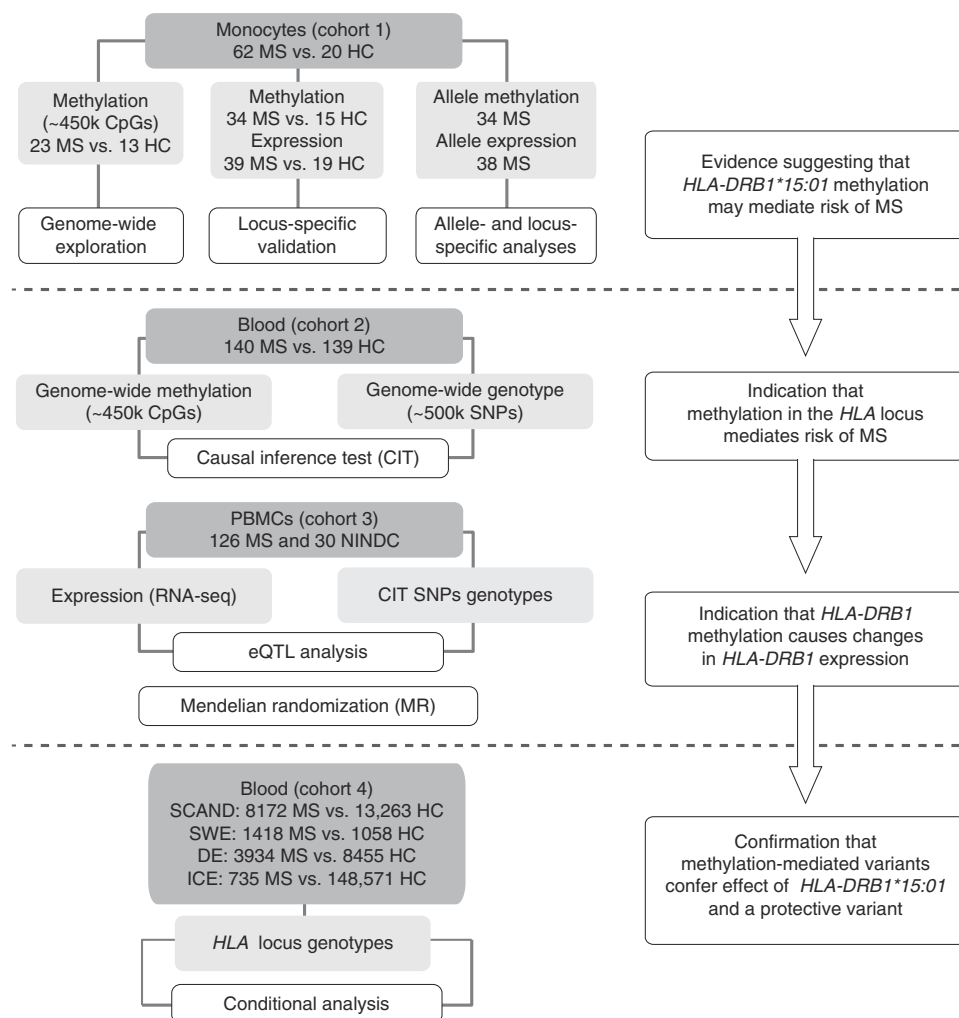 Monocytes (cohort 1)
62 MS vs. 20 HC
Methylation
(~450k CpGs)
23 MS vs. 13 HC
Methylation
34 MS vs. 15 HC
Expression
39 MS vs. 19 HC
Allele methylation
34 MS
Allele expression
38 MS
Genome-wide
exploration
Locus-specific
validation
Allele- and locus-
specific analyses
Evidence suggesting that
HLA-DRB1*15:01 methylation
may mediate risk of MS
Blood (cohort 2)
140 MS vs. 139 HC
Genome-wide methylation
(~450k CpGs)
Genome-wide genotype
(~500k SNPs)
Causal inference test (CIT)
Indication that
methylation in the HLA locus
mediates risk of MS
PBMCs (cohort 3)
126 MS and 30 NINDC
Expression (RNA-seq)
CIT SNPs genotypes
eQTL analysis
Mendelian randomization (MR)
Indication that HLA-DRB1
methylation causes changes
in HLA-DRB1 expression
Blood (cohort 4)
SCAND: 8172 MS vs. 13,263 HC
SWE: 1418 MS vs. 1058 HC
DE: 3934 MS vs. 8455 HC
ICE: 735 MS vs. 148,571 HC
HLA locus genotypes
Conditional analysis
Confirmation that
methylation-mediated variants
confer effect of HLA-DRB1*15:01
and a protective variant